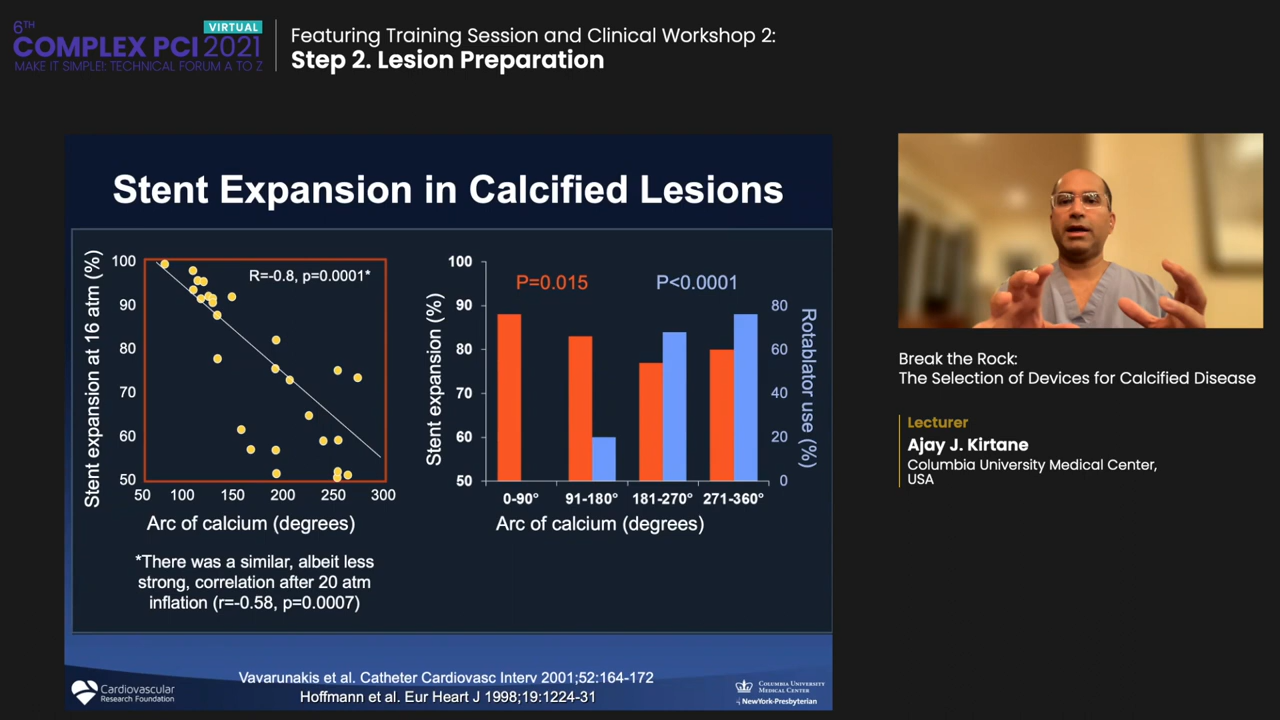 6TH
VIRTUAL
COMPLEX PCI 2021
MAKE IT SIMPLE!: TECHNICAL FORUM A TO Z
Featuring Training Session and Clinical Workshop 2:
Step 2. Lesion Preparation
Stent Expansion in Calcified Lesions
Stent expansion at 16 atm (%)
100
90
80
70
60
50
R=-0.8, p=0.0001*
50
100
150
200
250
300
Arc of calcium (degrees)
*There was a similar, albeit less
strong, correlation after 20 atm
inflation (r=-0.58, p=0.0007)
Stent expansion (%)
100
90
80
70
60
50
P=0.015
P<0.0001
80
60
40
20
0
Rotablator use (%)
0-90°
91-180°
181-270°
271-360°
Arc of calcium (degrees)
Vavarunakis et al. Catheter Cardiovasc Interv 2001;52:164-172
Hoffmann et al. Eur Heart J 1998;19:1224-31
Cardiovascular
Research Foundation
COLUMBIA UNIVERSITY
MEDICAL CENTER
NewYork-Presbyterian
Break the Rock:
The Selection of Devices for Calcified Disease
Lecturer
Ajay J. Kirtane
Columbia University Medical Center,
USA